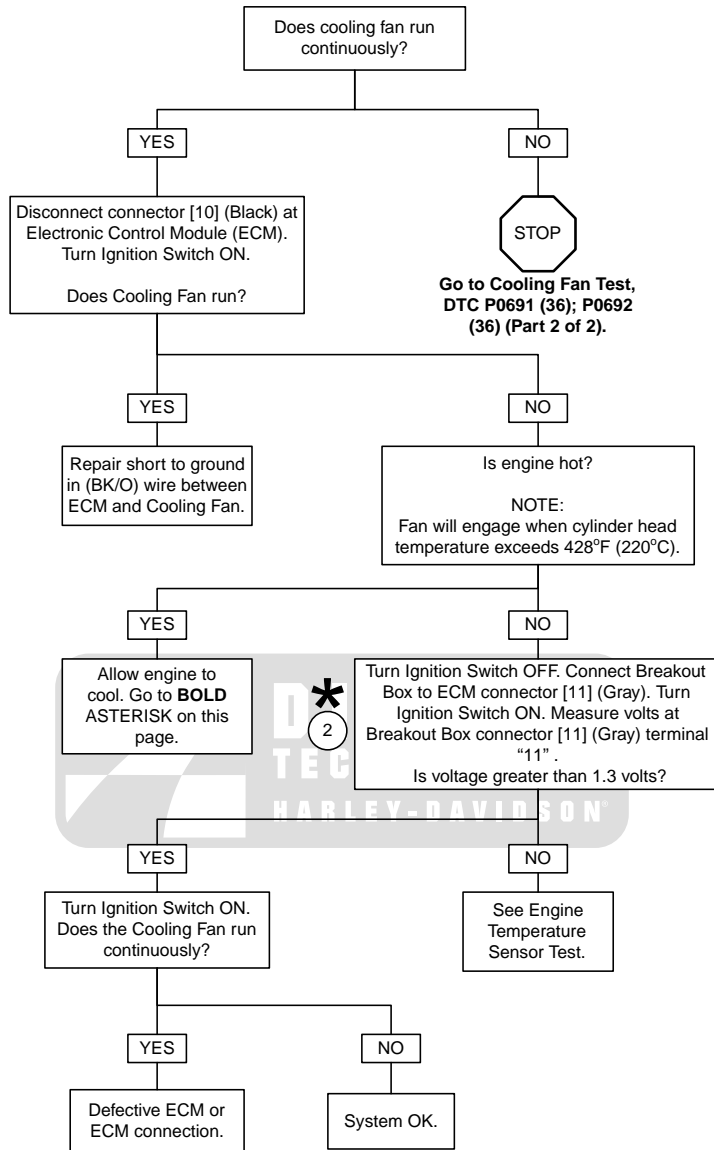 Does cooling fan run
continuously?
YES
NO
Disconnect connector [10] (Black) at
Electronic Control Module (ECM).
Turn Ignition Switch ON.
Does Cooling Fan run?
STOP
Go to Cooling Fan Test,
DTC P0691 (36); P0692
(36) (Part 2 of 2).
YES
NO
Repair short to ground
in (BK/O) wire between
ECM and Cooling Fan.
Is engine hot?
NOTE:
Fan will engage when cylinder head
temperature exceeds 428°F (220°C).
YES
NO
Allow engine to
cool. Go to BOLD
ASTERISK on this
page.
*
2
Turn Ignition Switch OFF. Connect Breakout
Box to ECM connector [11] (Gray). Turn
Ignition Switch ON. Measure volts at
Breakout Box connector [11] (Gray) terminal
“11” .
Is voltage greater than 1.3 volts?
HARLEY-DAVIDSON®
YES
NO
Turn Ignition Switch ON.
Does the Cooling Fan run
continuously?
See Engine
Temperature
Sensor Test.
YES
NO
Defective ECM or
ECM connection.
System OK.